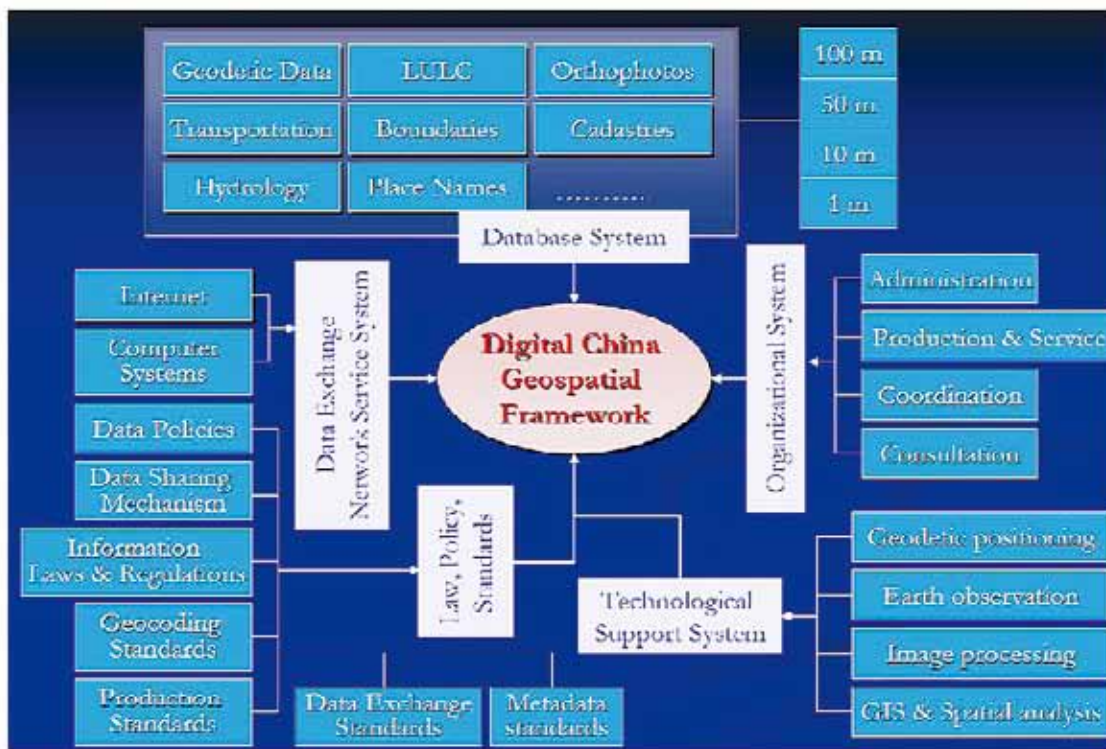 Geodetic Data
LULC
Orthophotos
Transportation
Boundaries
Cadastres
Hydrology
Place Names
..........
100 m
50 m
10 m
1 m
Database System
Internet
Computer
Systems
Data Exchange
Network Service System
Digital China
Geospatial
Framework
Organizational System
Administration
Production & Service
Coordination
Consultation
Data Policies
Data Sharing
Mechanism
Information
Laws & Regulations
Geocoding
Standards
Production
Standards
Law, Policy,
Standards
Data Exchange
Standards
Metadata
standards
Technological
Support System
Geodetic positioning
Earth observation
Image processing
GIS & Spatial analysis